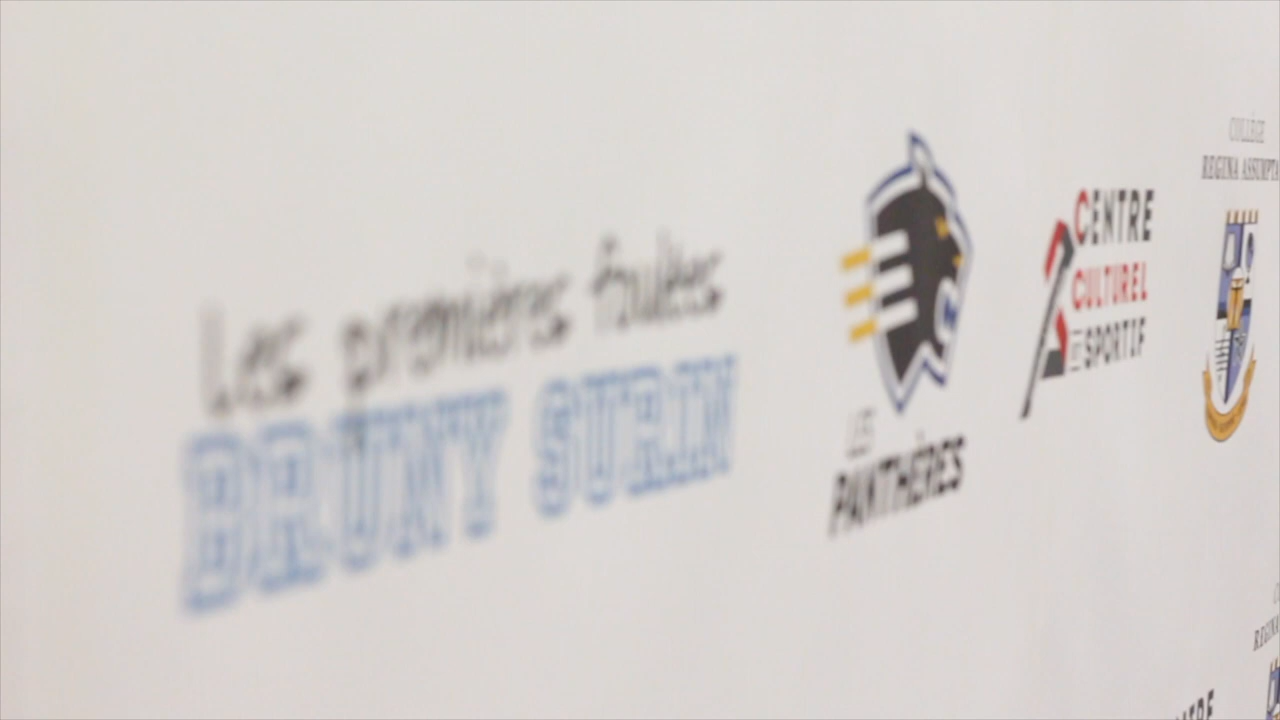 Les premières foulées
BRUNY SURIN
LES
PANTHÈRES
CENTRE
CULTUREL
ET SPORTIF
COLLÈGE
REGINA ASSUMPTA